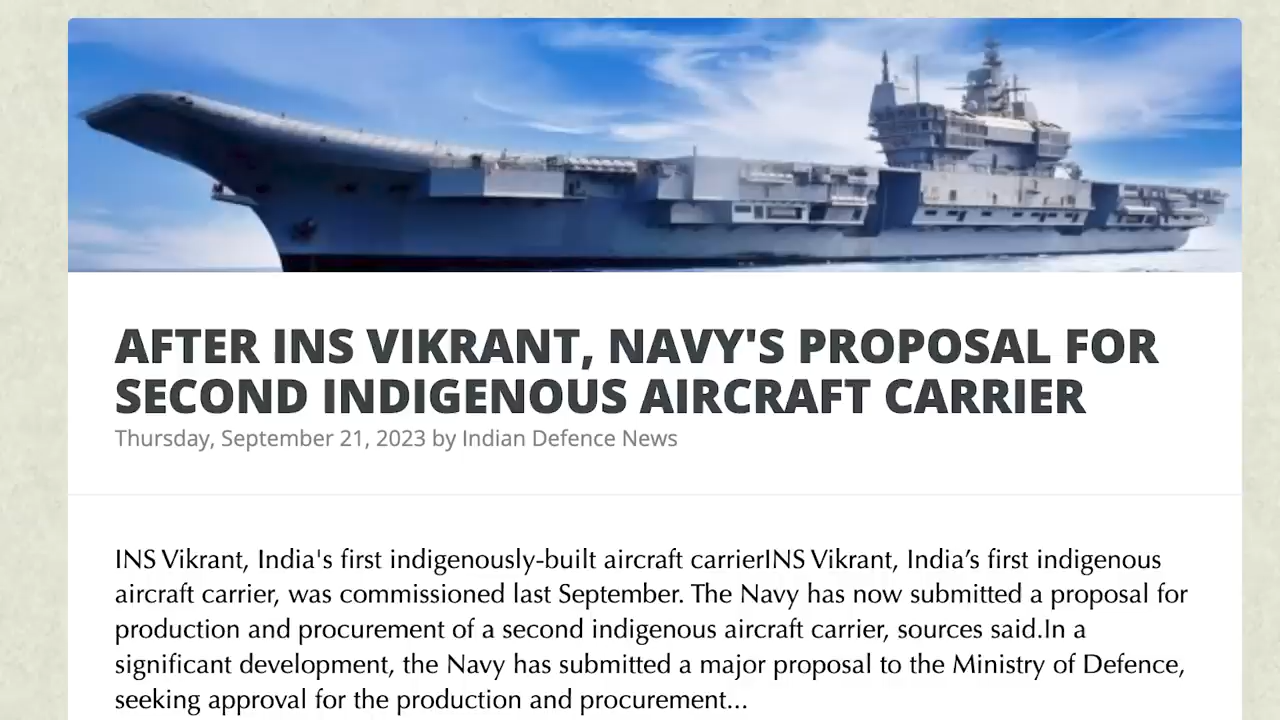 AFTER INS VIKRANT, NAVY'S PROPOSAL FOR
SECOND INDIGENOUS AIRCRAFT CARRIER
Thursday, September 21, 2023 by Indian Defence News
INS Vikrant, India's first indigenously-built aircraft carrierINS Vikrant, India’s first indigenous
aircraft carrier, was commissioned last September. The Navy has now submitted a proposal for
production and procurement of a second indigenous aircraft carrier, sources said.In a
significant development, the Navy has submitted a major proposal to the Ministry of Defence,
seeking approval for the production and procurement...